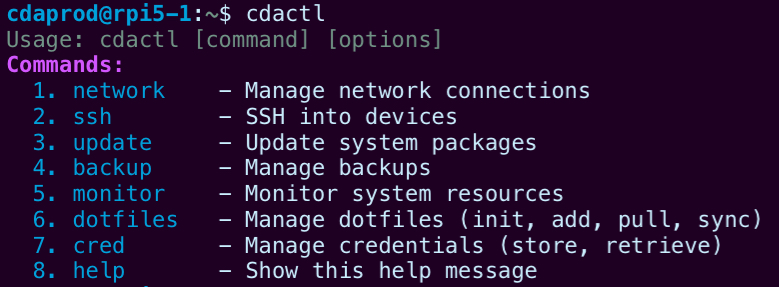 cdaprod@rpi5-1:~$ cdactl
Usage: cdactl [command] [options]
Commands:
1. network - Manage network connections
2. ssh - SSH into devices
3. update - Update system packages
4. backup - Manage backups
5. monitor - Monitor system resources
6. dotfiles - Manage dotfiles (init, add, pull, sync)
7. cred - Manage credentials (store, retrieve)
8. help - Show this help message